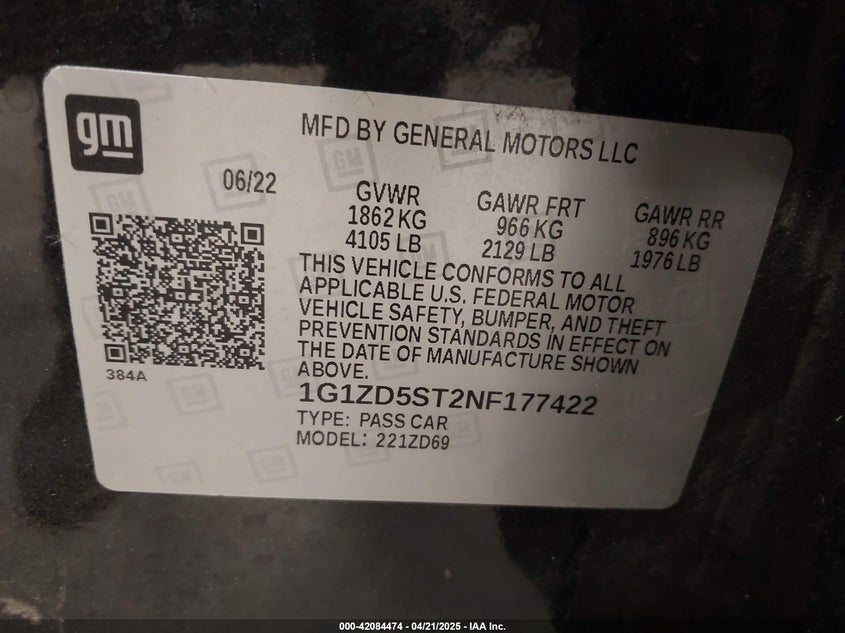 gm
MFD BY GENERAL MOTORS LLC
06/22
GVWR
1862 KG
4105 LB
GAWR FRT
966 KG
2129 LB
GAWR RR
896 KG
1976 LB
THIS VEHICLE CONFORMS TO ALL
APPLICABLE U.S. FEDERAL MOTOR
VEHICLE SAFETY, BUMPER, AND THEFT
PREVENTION STANDARDS IN EFFECT ON
THE DATE OF MANUFACTURE SHOWN
ABOVE.
384A
1G1ZD5ST2NF177422
TYPE: PASS CAR
MODEL: 221ZD69
000-42084474 - 04/21/2025 - IAA Inc.